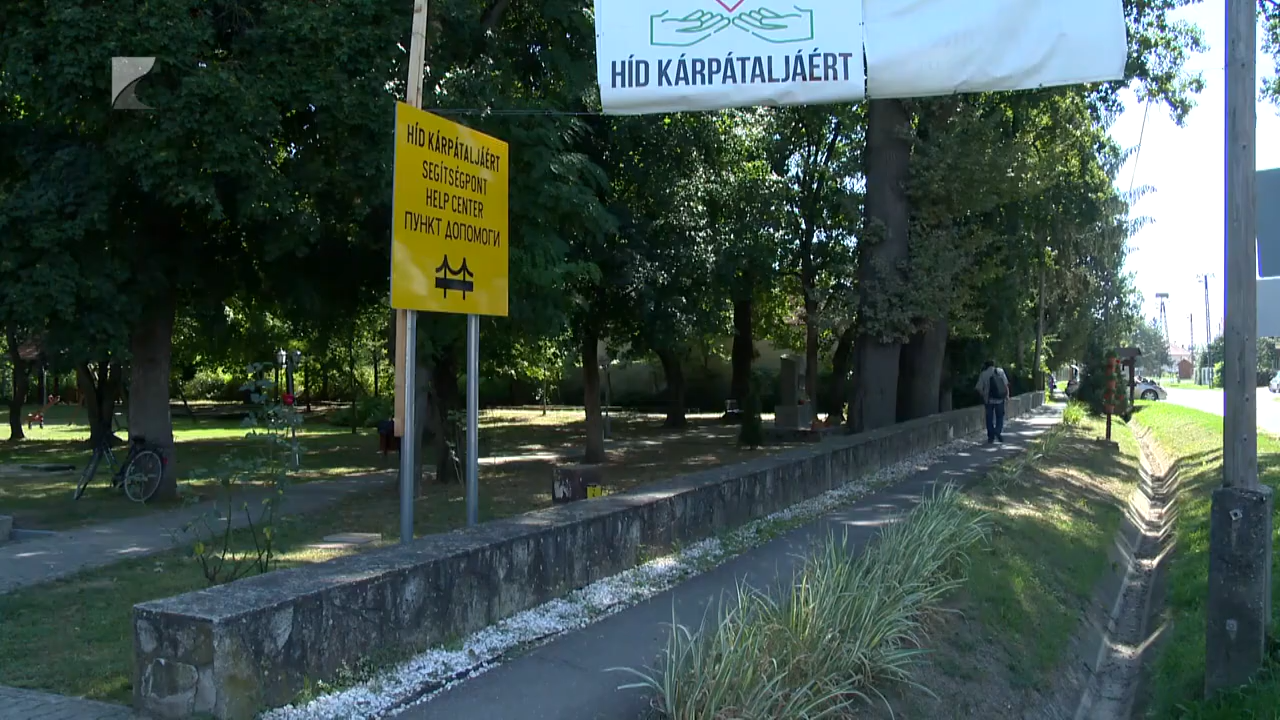 HÍD KÁRPÁTALJÁÉRT
HÍD KÁRPÁTALJÁÉRT
SEGÍTSÉGPONT
HELP CENTER
ПУНКТ ДОПОМОГИ